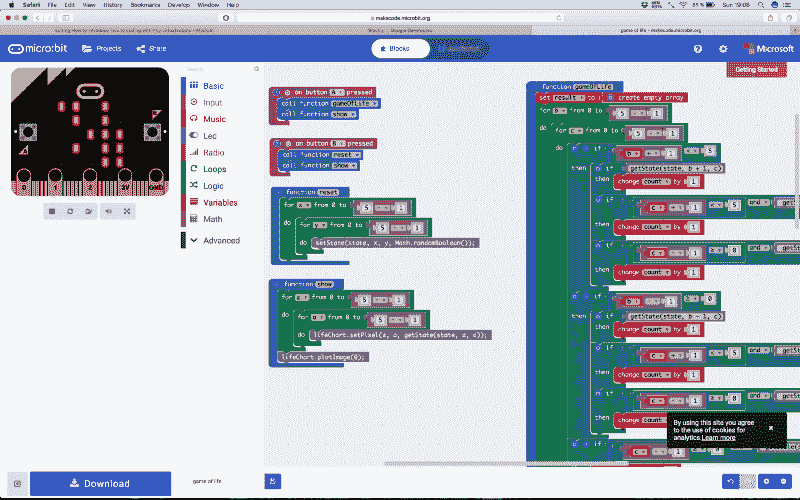 Safari File Edit View History Bookmarks Develop Window Help
Sun 19:08
makecode.microbit.org
game of life - makecode.microbit.org
micro:bit Projects Share
Blocks
Microsoft
Getting Started
Search...
Basic
Input
Music
Led
Radio
Loops
Logic
Variables
Math
Advanced
on button A pressed
call function gameOfLife
call function show
on button B pressed
call function reset
call function show
function reset
for x from 0 to 5 - 1
do for y from 0 to 5 - 1
do setState(state, x, y, Math.randomBoolean());
function show
for from 0 to 5 - 1
do for from 0 to 5 - 1
do
lifeChart.plotImage(0);
function gameOfLife
set result to create empty array
for b from 0 to 5 - 1
do for c from 0 to 5 - 1
do if b + 1 < 5
then if getState(state, b + 1, c)
then change count by 1
if c + 1 < 5 and
then change count by 1
if c - 1 ≥ 0 and
then change count by 1
if b - 1 ≥ 0
then if getState(state, b - 1, c)
then change count by 1
if c + 1 < 5 and
then change count by 1
if c - 1 ≥ 0 and
then change count by 1
By using this site you agree
to the use of cookies for
analytics Learn more
Download
game of life